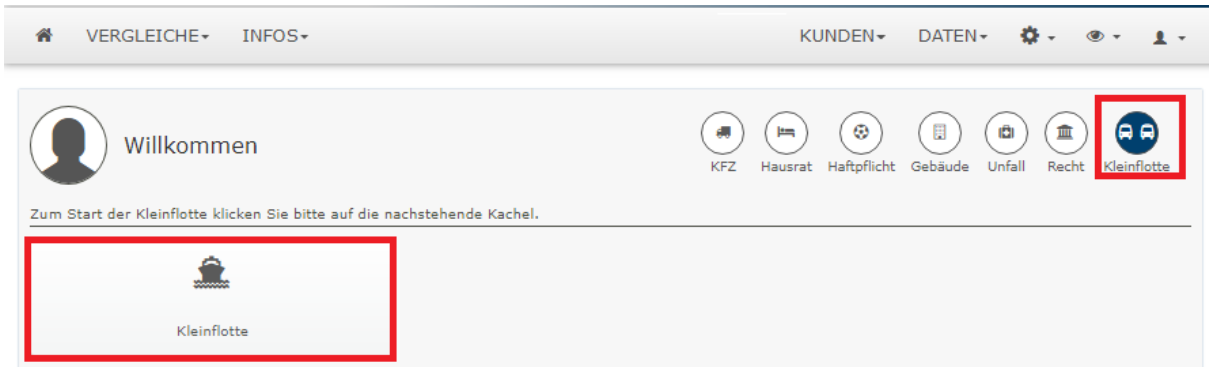 VERGLEICHE INFOS KUNDEN DATEN
Willkommen
KFZ Hausrat Haftpflicht Gebäude Unfall Recht Kleinflotte
Zum Start der Kleinflotte klicken Sie bitte auf die nachstehende Kachel.
Kleinflotte